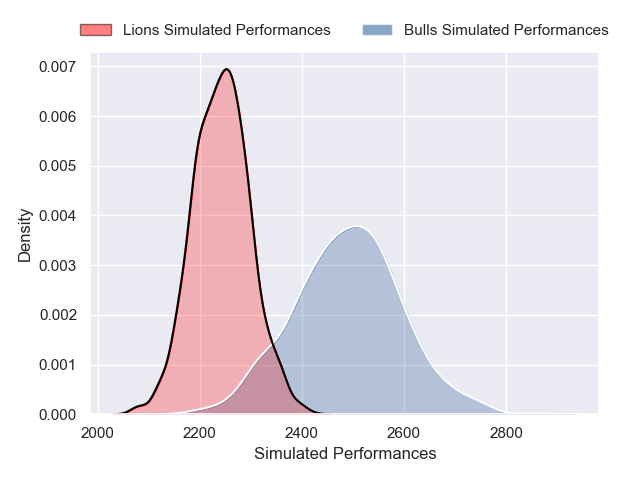 Lions Simulated Performances Bulls Simulated Performances
0.007
0.006
0.005
0.004
0.003
0.002
0.001
0.000
Density
2000 2200 2400 2600 2800
Simulated Performances